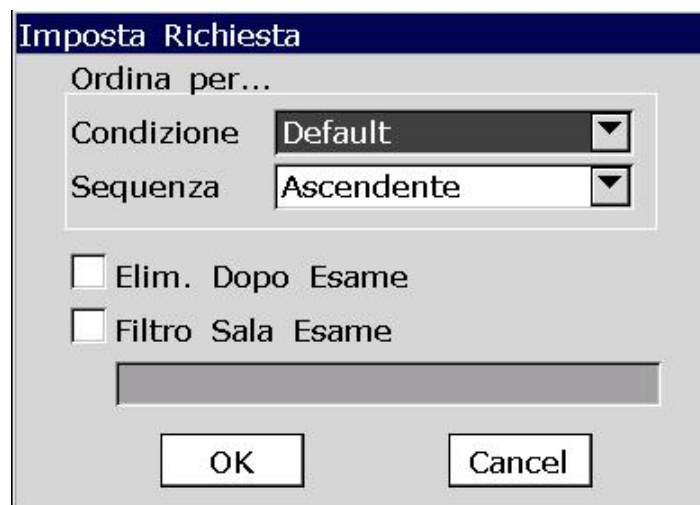 Imposta Richiesta
Ordina per...
Condizione Default
Sequenza Ascendente
Elim. Dopo Esame
Filtro Sala Esame
OK Cancel